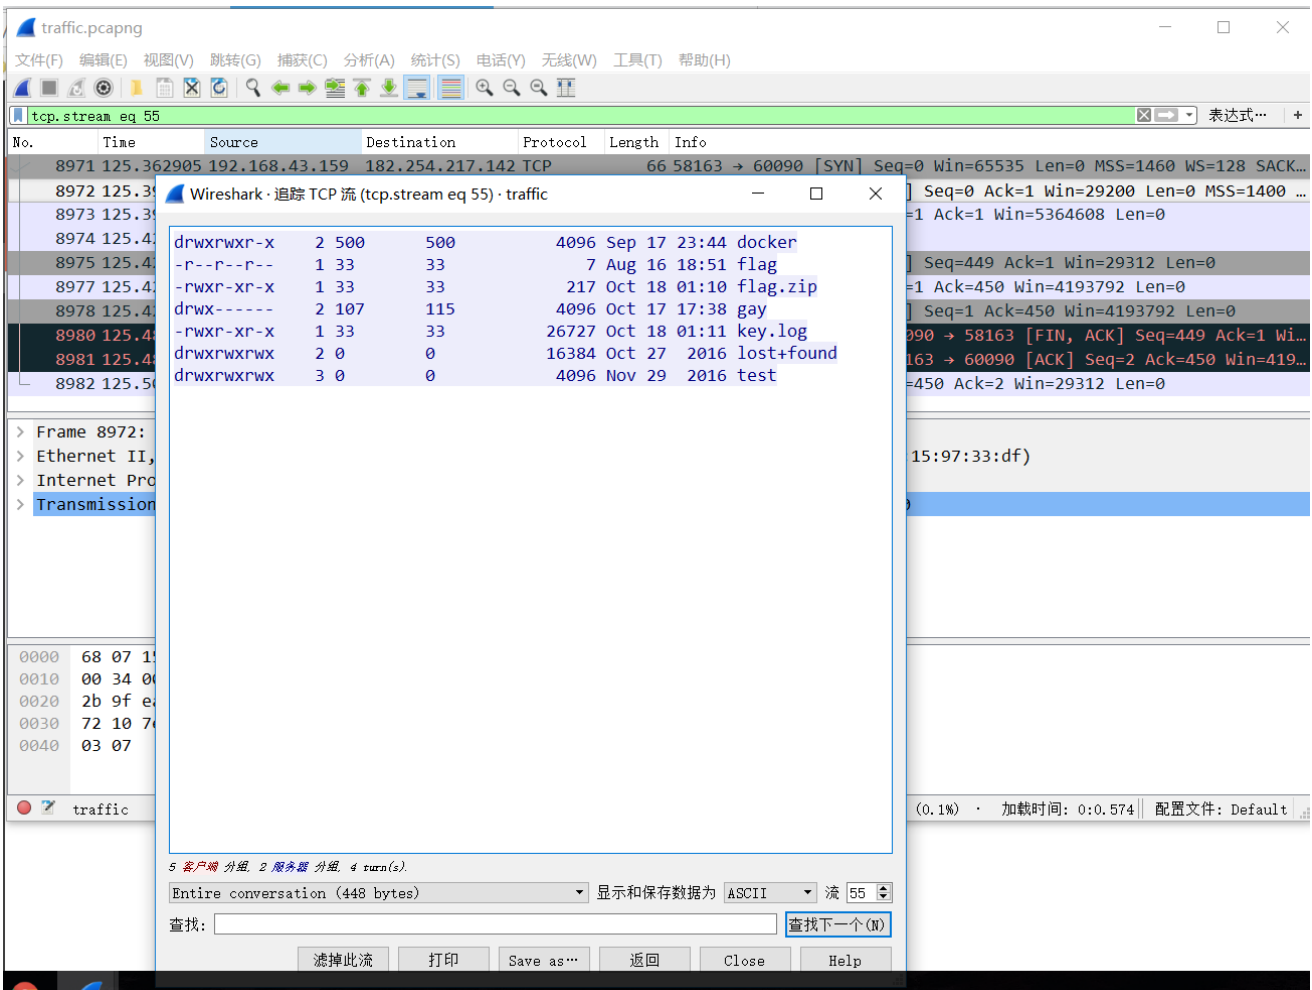 traffic.pcapng
文件(F) 编辑(E) 视图(V) 跳转(G) 捕获(C) 分析(A) 统计(S) 电话(Y) 无线(W) 工具(T) 帮助(H)
tcp.stream eq 55 表达式… +
No. Time Source Destination Protocol Length Info
8971 125.362905 192.168.43.159 182.254.217.142 TCP 66 58163 → 60090 [SYN] Seq=0 Win=65535 Len=0 MSS=1460 WS=128 SACK…
8972 125.39 ] Seq=0 Ack=1 Win=29200 Len=0 MSS=1400 …
8973 125.39 =1 Ack=1 Win=5364608 Len=0
8974 125.42
8975 125.42 ] Seq=449 Ack=1 Win=29312 Len=0
8977 125.42 =1 Ack=450 Win=4193792 Len=0
8978 125.42 ] Seq=1 Ack=450 Win=4193792 Len=0
8980 125.48 090 → 58163 [FIN, ACK] Seq=449 Ack=1 Wi…
8981 125.48 163 → 60090 [ACK] Seq=2 Ack=450 Win=419…
8982 125.50 =450 Ack=2 Win=29312 Len=0
Wireshark · 追踪 TCP 流 (tcp.stream eq 55) · traffic
drwxrwxr-x 2 500 500 4096 Sep 17 23:44 docker
-r--r--r-- 1 33 33 7 Aug 16 18:51 flag
-rwxr-xr-x 1 33 33 217 Oct 18 01:10 flag.zip
drwx------ 2 107 115 4096 Oct 17 17:38 gay
-rwxr-xr-x 1 33 33 26727 Oct 18 01:11 key.log
drwxrwxrwx 2 0 0 16384 Oct 27 2016 lost+found
drwxrwxrwx 3 0 0 4096 Nov 29 2016 test
Frame 8972:
Ethernet II, 15:97:33:df)
Internet Pro
Transmission
0000 68 07 15
0010 00 34 00
0020 2b 9f ea
0030 72 10 7
0040 03 07
traffic (0.1%) · 加载时间: 0:0.574 配置文件: Default
5 客户端 分组, 2 服务器 分组, 4 turn(s).
Entire conversation (448 bytes) 显示和保存数据为 ASCII 流 55
查找: 查找下一个(N)
滤掉此流 打印 Save as… 返回 Close Help